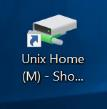 Unix Home
(M) - Sho...